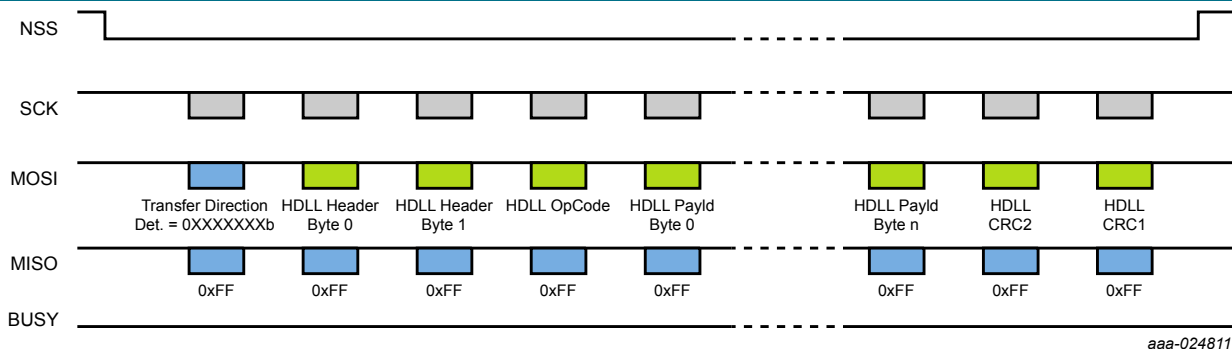 NSS
SCK
MOSI
Transfer Direction
Det. = 0XXXXXXXb
HDLL Header
Byte 0
HDLL Header
Byte 1
HDLL OpCode
HDLL Payld
Byte 0
HDLL Payld
Byte n
HDLL
CRC2
HDLL
CRC1
MISO
0xFF
0xFF
0xFF
0xFF
0xFF
0xFF
0xFF
0xFF
BUSY
aaa-024811